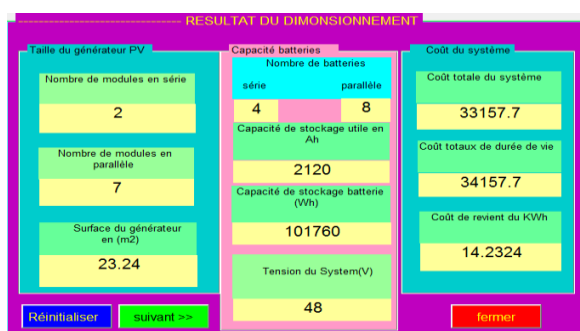 RESULTAT DU DIMONSIONNEMENT
Taille du générateur PV
Nombre de modules en série
2
Nombre de modules en
parallèle
7
Surface du générateur
en (m2)
23.24
Capacité batteries
Nombre de batteries
série parallèle
4 8
Capacité de stockage utile en
Ah
2120
Capacité de stockage batterie
(Wh)
101760
Tension du System(V)
48
Coût du système
Coût totale du système
33157.7
Coût totaux de durée de vie
34157.7
Coût de revient du KWh
14.2324
Réinitialiser
suivant >>
fermer